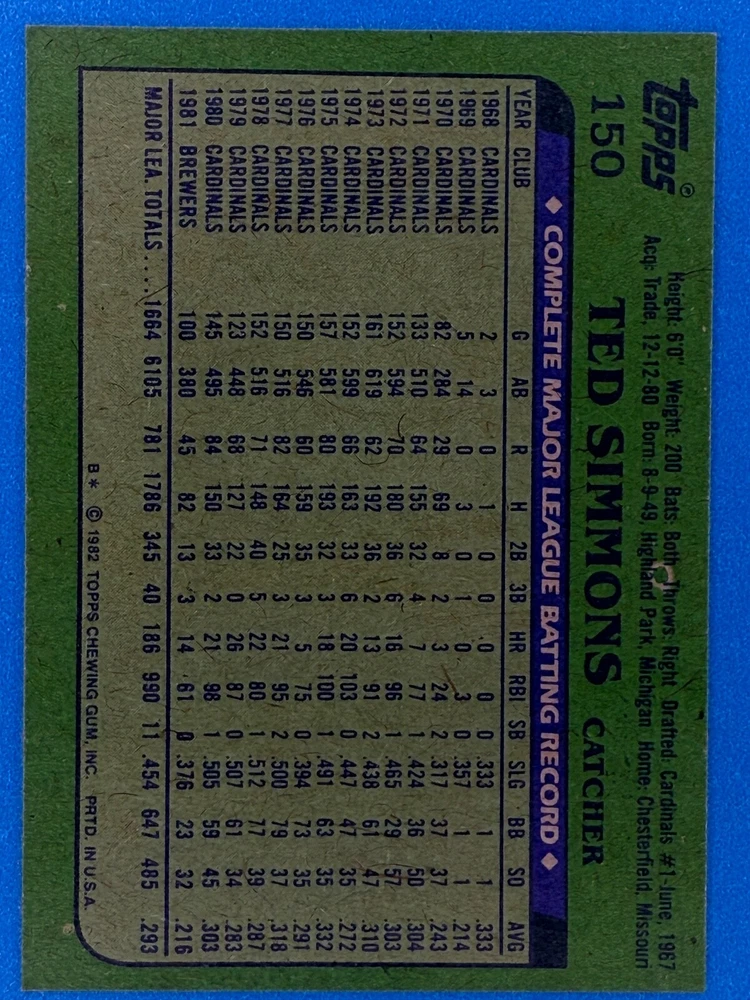 topps®
150
TED SIMMONS CATCHER
Height: 6'0" Weight: 200 Bats: Both Throws: Right Drafted: Cardinals #1-June, 1967
Acq: Trade, 12-12-80 Born: 8-9-49, Highland Park, Michigan Home: Chesterfield, Missouri
◆ COMPLETE MAJOR LEAGUE BATTING RECORD ◆
YEAR CLUB G AB R H 2B 3B HR RBI SB SLG BB SO AVG
1968 CARDINALS 2 3 0 1 0 0 0 0 0 .333 1 1 .333
1969 CARDINALS 5 14 0 3 0 1 0 3 0 .357 1 1 .214
1970 CARDINALS 82 284 29 69 8 2 3 24 2 .317 37 37 .243
1971 CARDINALS 133 510 64 155 32 4 7 77 1 .424 36 50 .304
1972 CARDINALS 152 594 70 180 36 6 16 96 1 .465 29 57 .303
1973 CARDINALS 161 619 62 192 36 2 13 91 2 .438 61 47 .310
1974 CARDINALS 152 599 66 163 33 6 20 103 0 .447 47 35 .272
1975 CARDINALS 157 581 80 193 32 3 18 100 1 .491 63 35 .332
1976 CARDINALS 150 546 60 159 35 3 5 75 0 .394 73 35 .291
1977 CARDINALS 150 516 82 164 25 3 21 95 2 .500 79 37 .318
1978 CARDINALS 152 516 71 148 40 5 22 80 1 .512 77 39 .287
1979 CARDINALS 123 448 68 127 22 0 26 87 0 .507 61 34 .283
1980 CARDINALS 145 495 84 150 33 2 21 98 1 .505 59 45 .303
1981 BREWERS 100 380 45 82 13 3 14 61 0 .376 23 32 .216
MAJOR LEA. TOTALS..... 1664 6105 781 1786 345 40 186 990 11 .454 647 485 .293
B* © 1982 TOPPS CHEWING GUM, INC. PRTD. IN U.S.A.